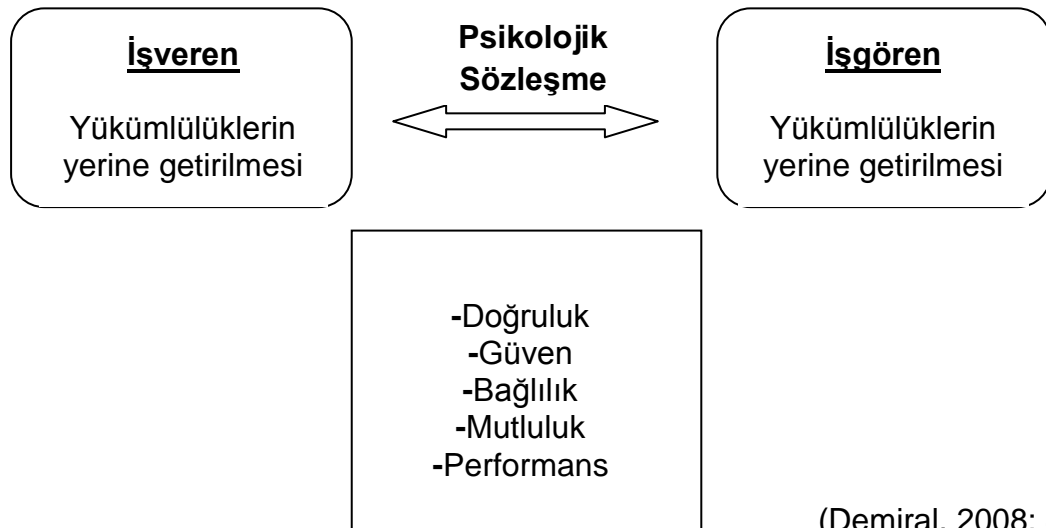 İşveren
Yükümlülüklerin
yerine getirilmesi
Psikolojik
Sözleşme
İşgören
Yükümlülüklerin
yerine getirilmesi
-Doğruluk
-Güven
-Bağlılık
-Mutluluk
-Performans
(Demiral, 2008: